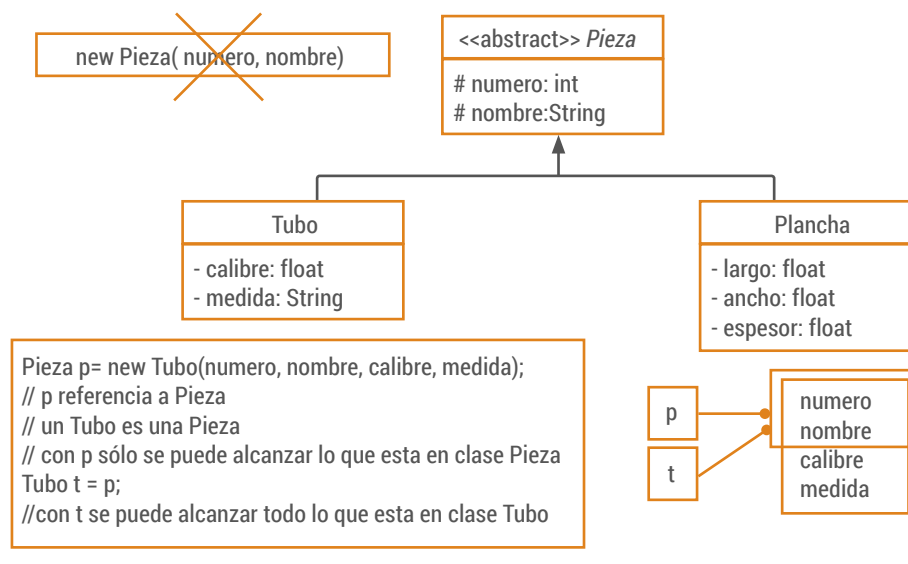 new Pieza( numero, nombre)
<<abstract>> Pieza
# numero: int
# nombre:String
Tubo
- calibre: float
- medida: String
Plancha
- largo: float
- ancho: float
- espesor: float
Pieza p= new Tubo(numero, nombre, calibre, medida);
// p referencia a Pieza
// un Tubo es una Pieza
// con p sólo se puede alcanzar lo que esta en clase Pieza
Tubo t = p;
//con t se puede alcanzar todo lo que esta en clase Tubo
p
t
numero
nombre
calibre
medida